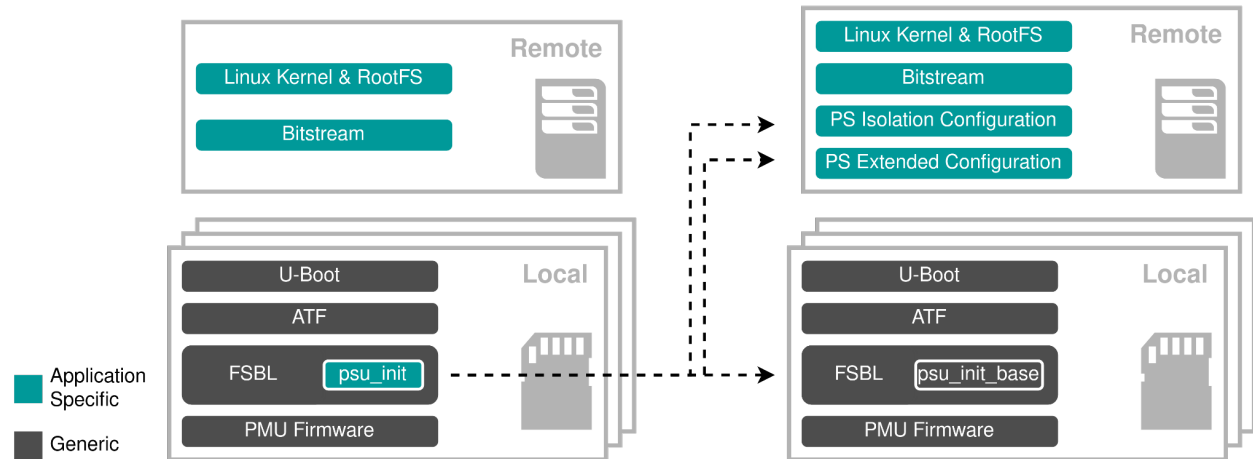 Remote
Linux Kernel & RootFS
Bitstream
Local
U-Boot
ATF
FSBL psu_init
PMU Firmware
Application
Specific
Generic
Remote
Linux Kernel & RootFS
Bitstream
PS Isolation Configuration
PS Extended Configuration
Local
U-Boot
ATF
FSBL psu_init_base
PMU Firmware